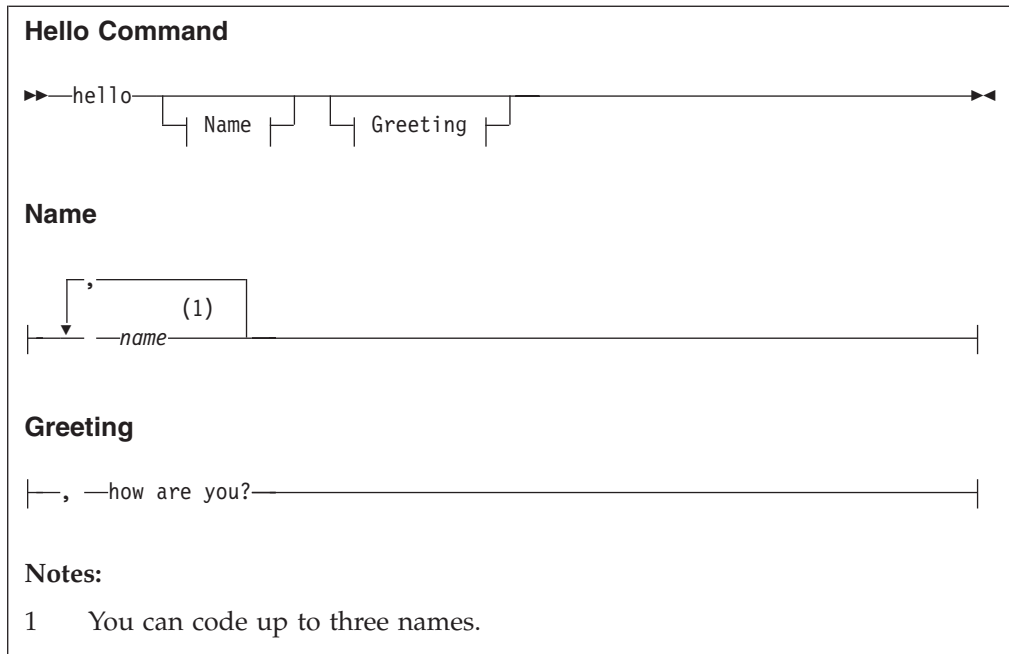 Hello Command
hello
Name Greeting
Name
,
(1)
name
Greeting
, how are you?
Notes:
1 You can code up to three names.